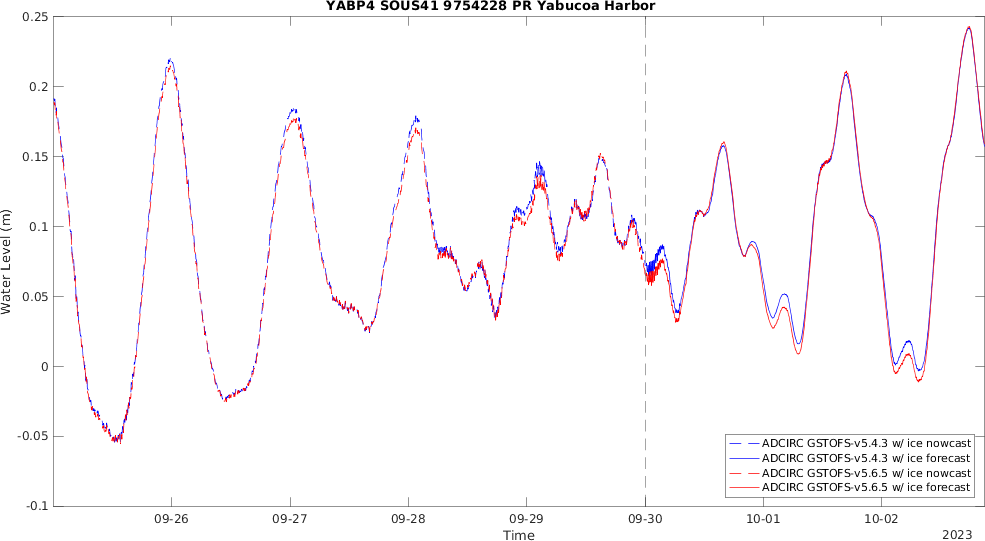 YABP4 SOUS41 9754228 PR Yabucoa Harbor
0.25
0.2
0.15
0.1
0.05
0
-0.05
-0.1
Water Level (m)
09-26 09-27 09-28 09-29 09-30 10-01 10-02
Time
2023
ADCIRC GSTOFS-v5.4.3 w/ ice nowcast
ADCIRC GSTOFS-v5.4.3 w/ ice forecast
ADCIRC GSTOFS-v5.6.5 w/ ice nowcast
ADCIRC GSTOFS-v5.6.5 w/ ice forecast